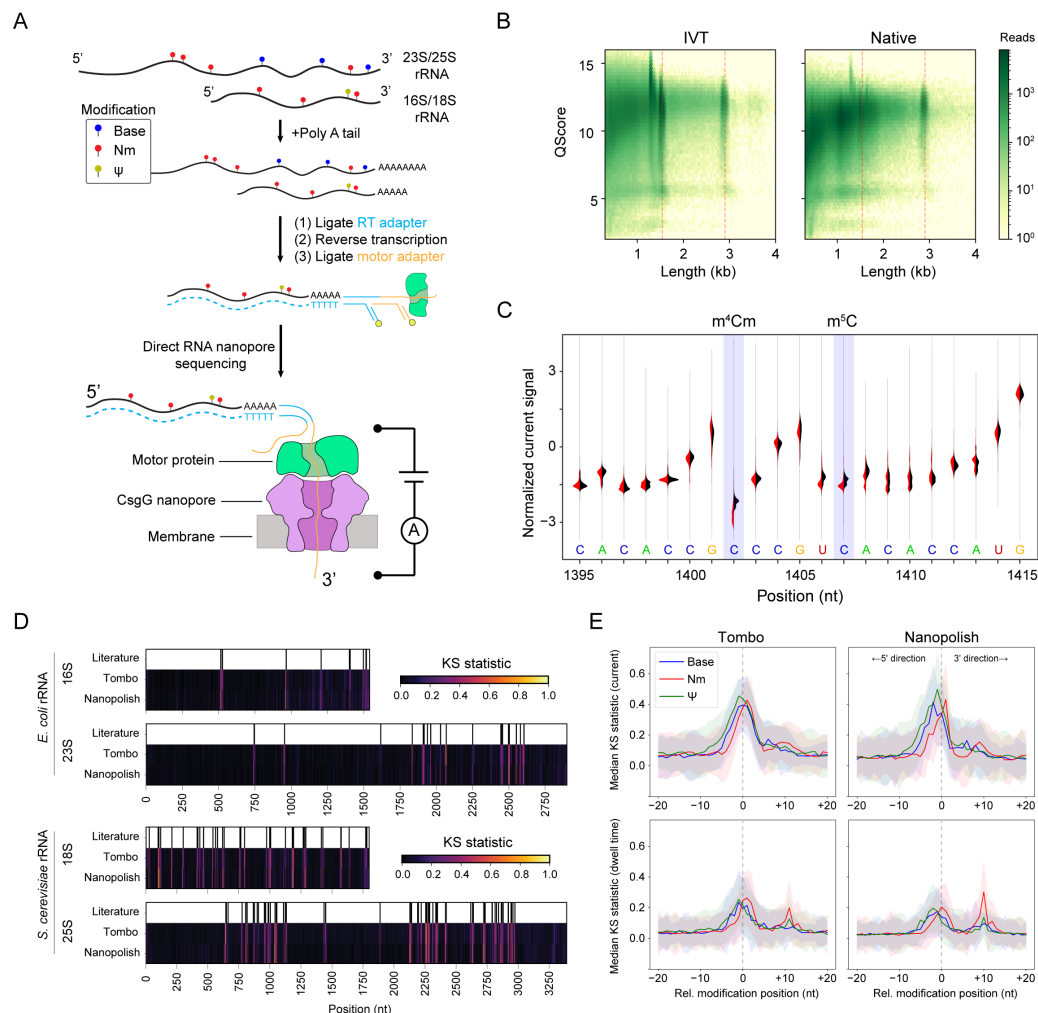 A
5’
3’
23S/25S
rRNA
5’
3’
16S/18S
rRNA
Modification
Base
Nm
Ψ
+Poly A tail
AAAAAAAA
AAAAA
(1) Ligate RT adapter
(2) Reverse transcription
(3) Ligate motor adapter
AAAAA
Direct RNA nanopore
sequencing
5’
AAAAA
Motor protein
CsgG nanopore
Membrane
A
3’
B
IVT
Native
Reads
QScore
15
10
5
1
2
3
4
1
2
3
4
Length (kb)
Length (kb)
10³
10²
10¹
10⁰
C
m⁴Cm
m⁵C
Normalized current signal
3
0
−3
C A C A C C G C C C G U C A C A C C A U G
1395
1400
1405
1410
1415
Position (nt)
D
E. coli rRNA
16S
Literature
Tombo
Nanopolish
KS statistic
0.0 0.2 0.4 0.6 0.8 1.0
23S
Literature
Tombo
Nanopolish
0 250 500 750 1000 1250 1500 1750 2000 2250 2500 2750
S. cerevisiae rRNA
18S
Literature
Tombo
Nanopolish
KS statistic
0.0 0.2 0.4 0.6 0.8 1.0
25S
Literature
Tombo
Nanopolish
0 250 500 750 1000 1250 1500 1750 2000 2250 2500 2750 3000 3250
Position (nt)
E
Tombo
Nanopolish
Base
Nm
Ψ
←5' direction
3' direction→
Median KS statistic (current)
0.6
0.4
0.2
0.0
−20 −10 0 +10 +20
−20 −10 0 +10 +20
Median KS statistic (dwell time)
0.6
0.4
0.2
0.0
−20 −10 0 +10 +20
−20 −10 0 +10 +20
Rel. modification position (nt)
Rel. modification position (nt)